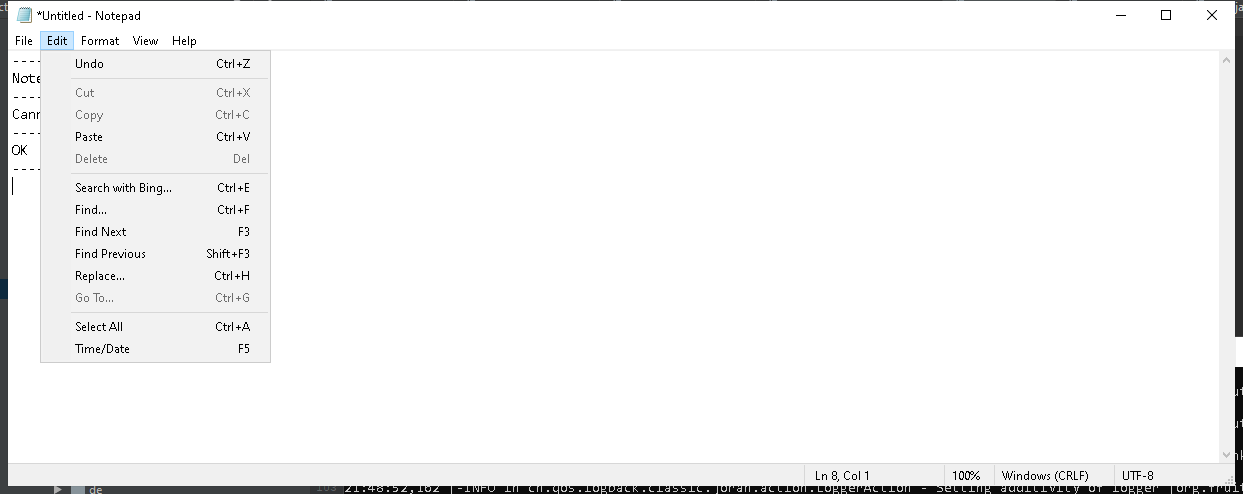 *Untitled - Notepad
File Edit Format View Help
---
Note
---
Cann
---
OK
---
Undo Ctrl+Z
Cut Ctrl+X
Copy Ctrl+C
Paste Ctrl+V
Delete Del
Search with Bing... Ctrl+E
Find... Ctrl+F
Find Next F3
Find Previous Shift+F3
Replace... Ctrl+H
Go To... Ctrl+G
Select All Ctrl+A
Time/Date F5
Ln 8, Col 1 100% Windows (CRLF) UTF-8
de 21:48:52,162 |-INFO in ch.qos.logback.classic.joran.action.LoggerAction - Setting additivity of logger [org.fruit